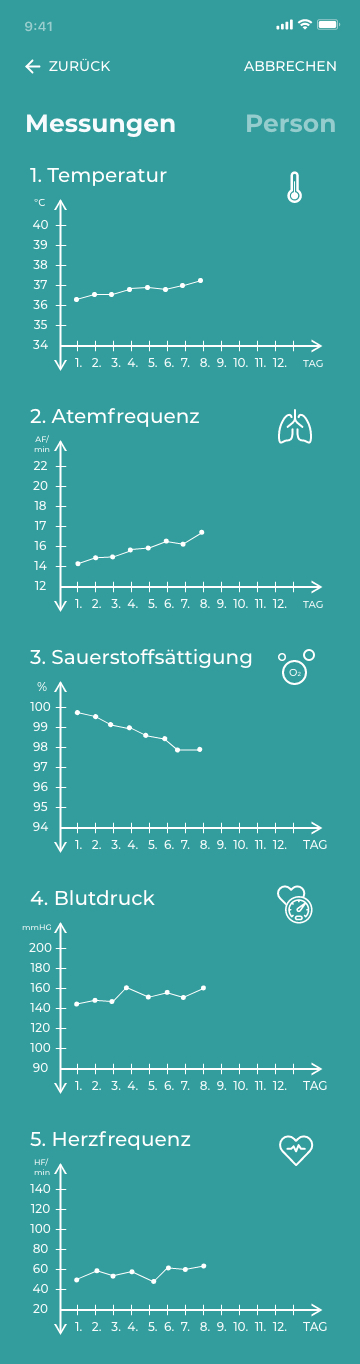 9:41
ZURÜCK ABBRECHEN
Messungen Person
1. Temperatur
°C
40
39
38
37
36
35
34
1. 2. 3. 4. 5. 6. 7. 8. 9. 10. 11. 12. TAG
2. Atemfrequenz
AF/
min
22
20
18
17
16
14
12
1. 2. 3. 4. 5. 6. 7. 8. 9. 10. 11. 12. TAG
3. Sauerstoffsättigung
O₂
%
100
99
98
97
96
95
94
1. 2. 3. 4. 5. 6. 7. 8. 9. 10. 11. 12. TAG
4. Blutdruck
mmHG
200
180
160
140
120
100
90
1. 2. 3. 4. 5. 6. 7. 8. 9. 10. 11. 12. TAG
5. Herzfrequenz
HF/
min
140
120
100
80
60
40
20
1. 2. 3. 4. 5. 6. 7. 8. 9. 10. 11. 12. TAG